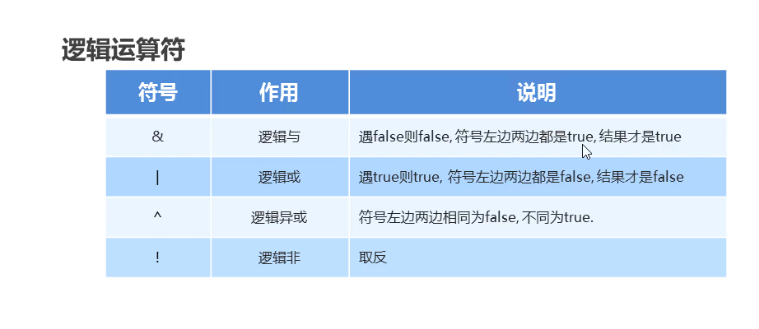 逻辑运算符
符号 作用 说明
& 逻辑与 遇false则false, 符号左边两边都是true, 结果才是true
| 逻辑或 遇true则true, 符号左边两边都是false, 结果才是false
^ 逻辑异或 符号左边两边相同为false, 不同为true.
! 逻辑非 取反